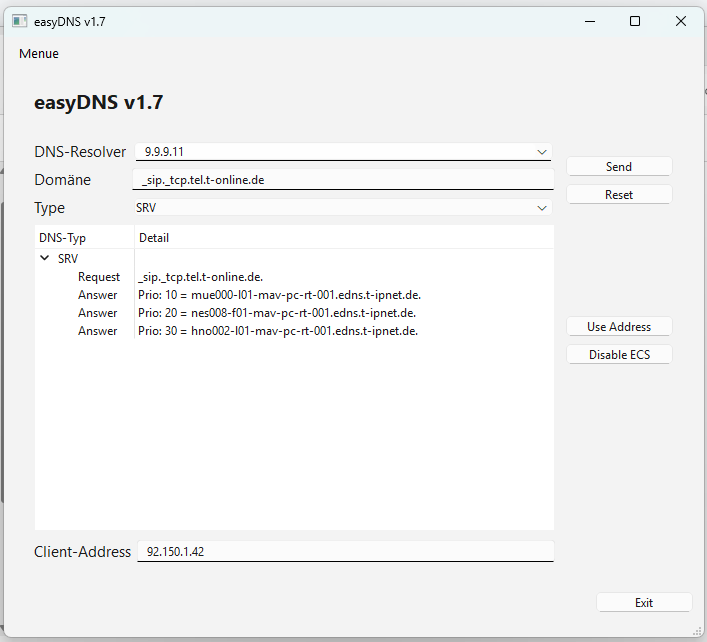 easyDNS v1.7
Menue
easyDNS v1.7
DNS-Resolver 9.9.9.11
Send
Domäne _sip._tcp.tel.t-online.de
Reset
Type SRV
DNS-Typ Detail
SRV
Request _sip._tcp.tel.t-online.de.
Answer Prio: 10 = mue000-l01-mav-pc-rt-001.edns.t-ipnet.de.
Answer Prio: 20 = nes008-f01-mav-pc-rt-001.edns.t-ipnet.de.
Answer Prio: 30 = hno002-l01-mav-pc-rt-001.edns.t-ipnet.de.
Use Address
Disable ECS
Client-Address 92.150.1.42
Exit